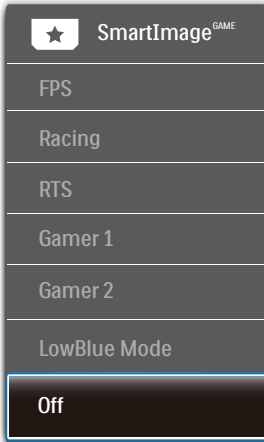 SmartImage GAME
FPS
Racing
RTS
Gamer 1
Gamer 2
LowBlue Mode
Off